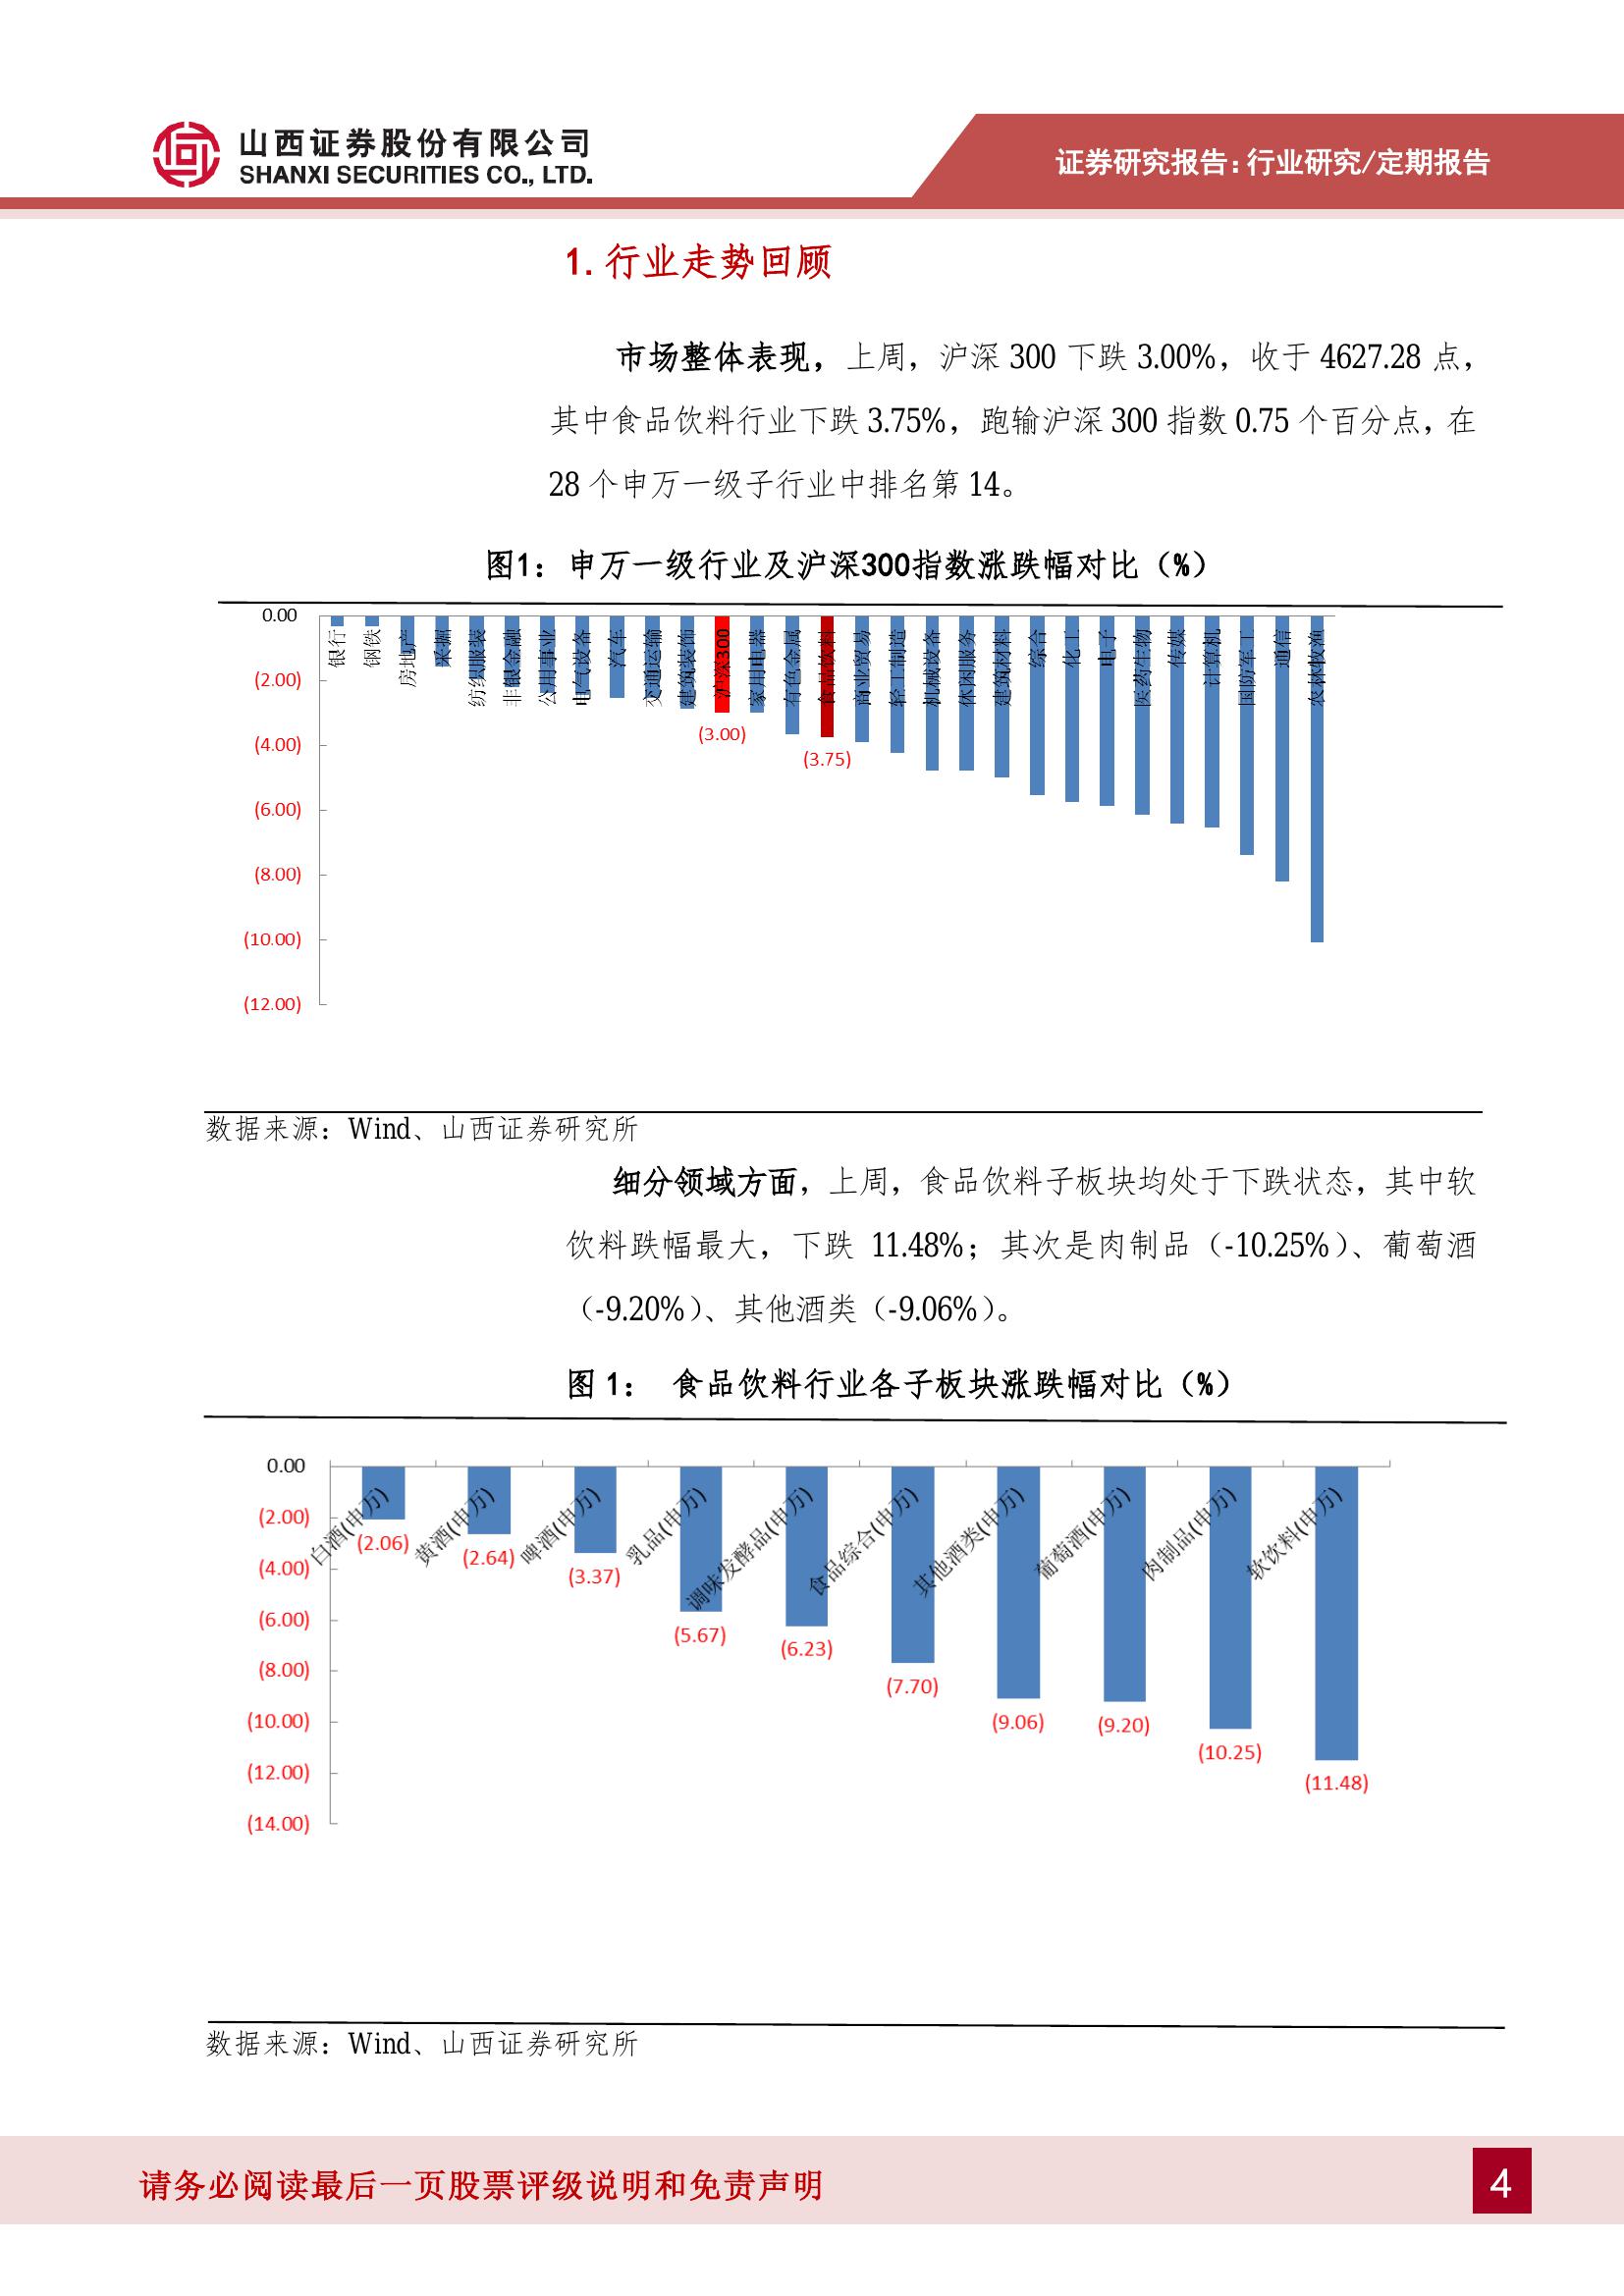 山西证券股份有限公司
SHANXI SECURITIES CO., LTD.
证券研究报告：行业研究/定期报告
1. 行业走势回顾
市场整体表现，上周，沪深 300 下跌 3.00%，收于 4627.28 点，
其中食品饮料行业下跌 3.75%，跑输沪深 300 指数 0.75 个百分点，在
28 个申万一级子行业中排名第 14。
图1：申万一级行业及沪深300指数涨跌幅对比（%）
0.00
(2.00)
(4.00)
(6.00)
(8.00)
(10.00)
(12.00)
银行
钢铁
房地产
采掘
纺织服装
非银金融
公用事业
电气设备
汽车
交通运输
建筑装饰
沪深300
家用电器
有色金属
食品饮料
商业贸易
轻工制造
机械设备
休闲服务
建筑材料
综合
化工
电子
医药生物
传媒
计算机
国防军工
通信
农林牧渔
(3.00)
(3.75)
数据来源：Wind、山西证券研究所
细分领域方面，上周，食品饮料子板块均处于下跌状态，其中软
饮料跌幅最大，下跌 11.48%；其次是肉制品（-10.25%）、葡萄酒
（-9.20%）、其他酒类（-9.06%）。
图 1： 食品饮料行业各子板块涨跌幅对比（%）
0.00
(2.00)
(4.00)
(6.00)
(8.00)
(10.00)
(12.00)
(14.00)
白酒(申万)
黄酒(申万)
啤酒(申万)
乳品(申万)
调味发酵品(申万)
食品综合(申万)
其他酒类(申万)
葡萄酒(申万)
肉制品(申万)
软饮料(申万)
(2.06)
(2.64)
(3.37)
(5.67)
(6.23)
(7.70)
(9.06)
(9.20)
(10.25)
(11.48)
数据来源：Wind、山西证券研究所
请务必阅读最后一页股票评级说明和免责声明
4